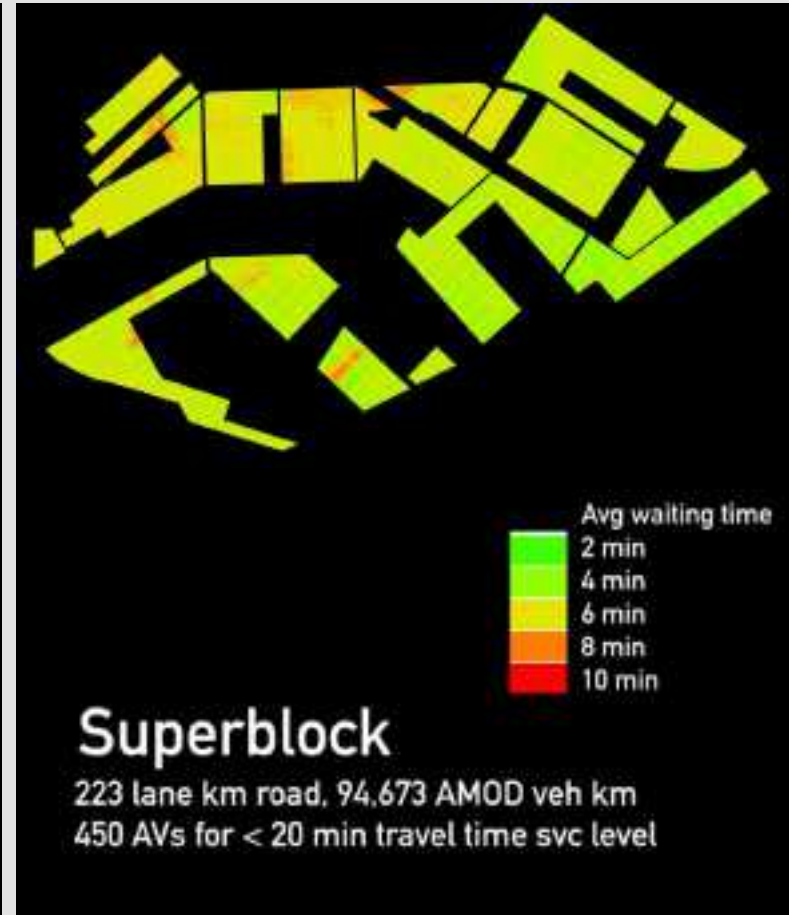 Avg waiting time
2 min
4 min
6 min
8 min
10 min
Superblock
223 lane km road, 94,673 AMOD veh km
450 AVs for < 20 min travel time svc level